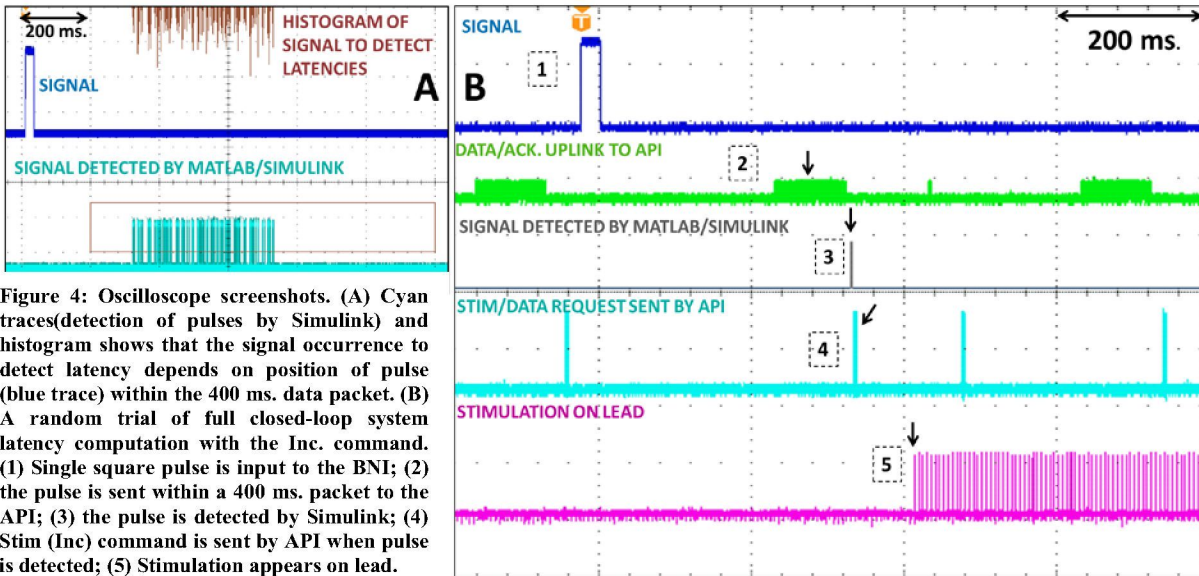 200 ms.
HISTOGRAM OF
SIGNAL TO DETECT
LATENCIES
SIGNAL
A
SIGNAL DETECTED BY MATLAB/SIMULINK
Figure 4: Oscilloscope screenshots. (A) Cyan
traces(detection of pulses by Simulink) and
histogram shows that the signal occurrence to
detect latency depends on position of pulse
(blue trace) within the 400 ms. data packet. (B)
A random trial of full closed-loop system
latency computation with the Inc. command.
(1) Single square pulse is input to the BNI; (2)
the pulse is sent within a 400 ms. packet to the
API; (3) the pulse is detected by Simulink; (4)
Stim (Inc) command is sent by API when pulse
is detected; (5) Stimulation appears on lead.
SIGNAL
T
200 ms.
1
B
DATA/ACK. UPLINK TO API
2
SIGNAL DETECTED BY MATLAB/SIMULINK
3
STIM/DATA REQUEST SENT BY API
4
STIMULATION ON LEAD
5